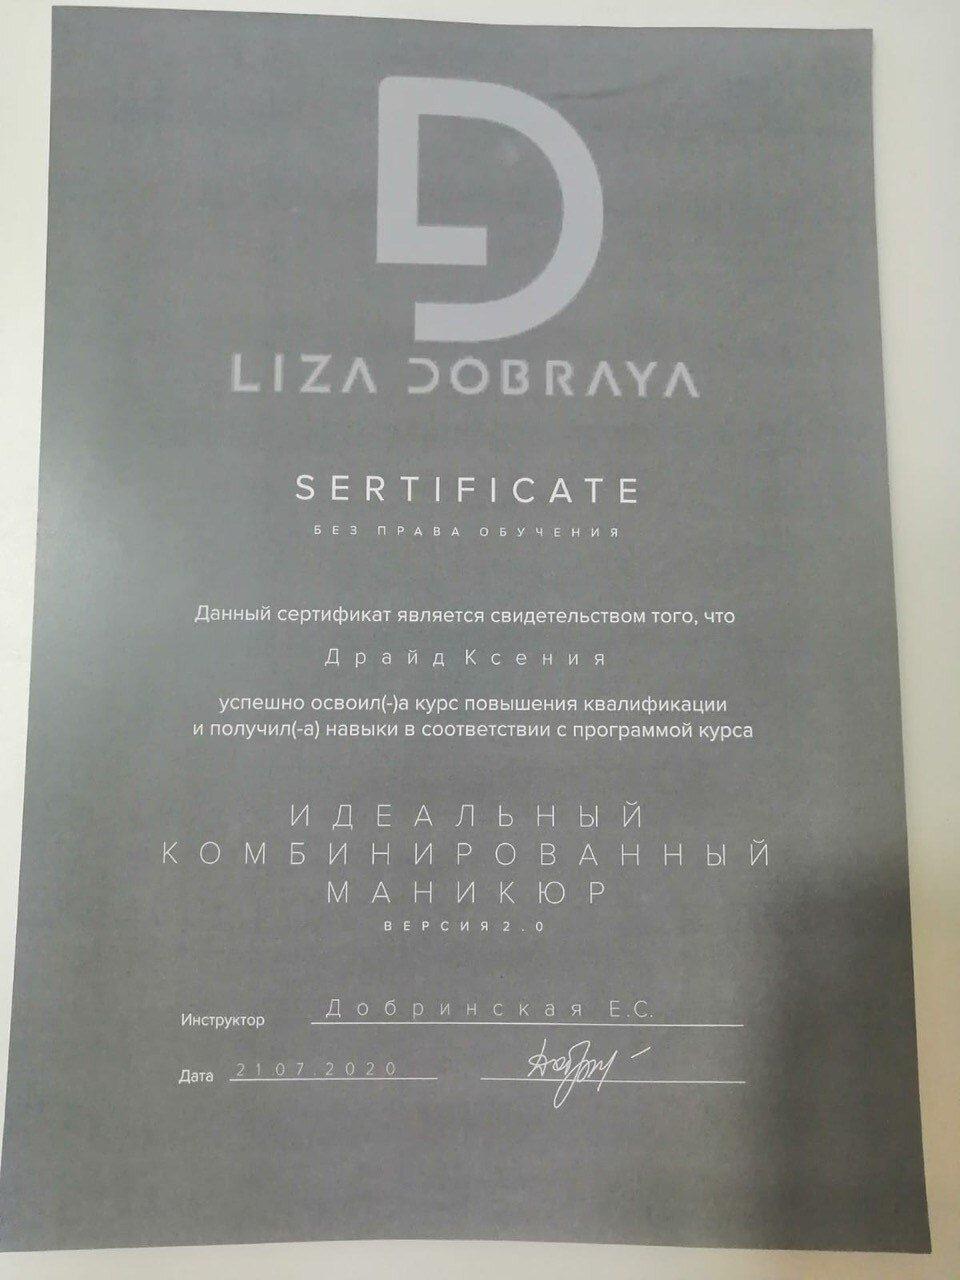 LIZA DOBRAYA
SERTIFICATE
БЕЗ ПРАВА ОБУЧЕНИЯ
Данный сертификат является свидетельством того, что
Драйд Ксения
успешно освоил(-)а курс повышения квалификации
и получил(-а) навыки в соответствии с программой курса
ИДЕАЛЬНЫЙ
КОМБИНИРОВАННЫЙ
МАНИКЮР
ВЕРСИЯ 2.0
Инструктор Добринская Е.С.
Дата 21 07.2020